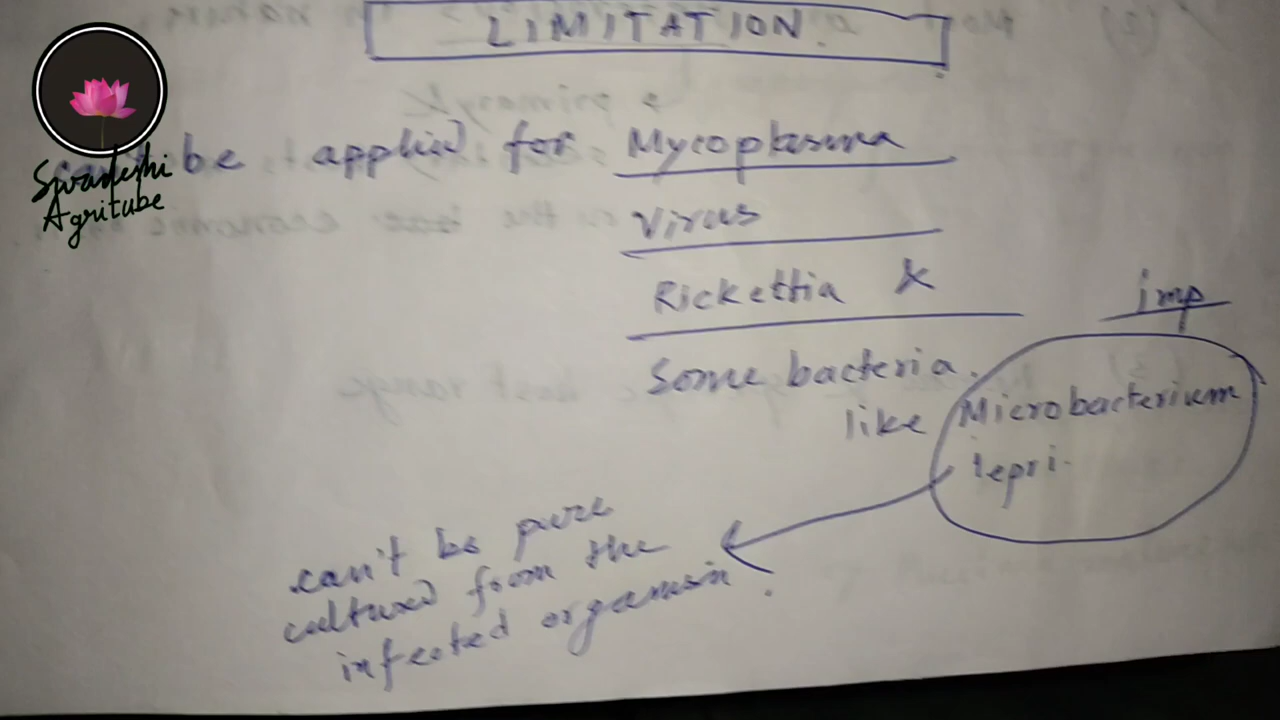 LIMITATION.
Swadeshi
Agritube
can't be applied for Mycoplasma
Virus
Rickettia &
imp
Some bacteria.
like Microbacterium
lepri.
can't be pure
cultured from the
infected organism.